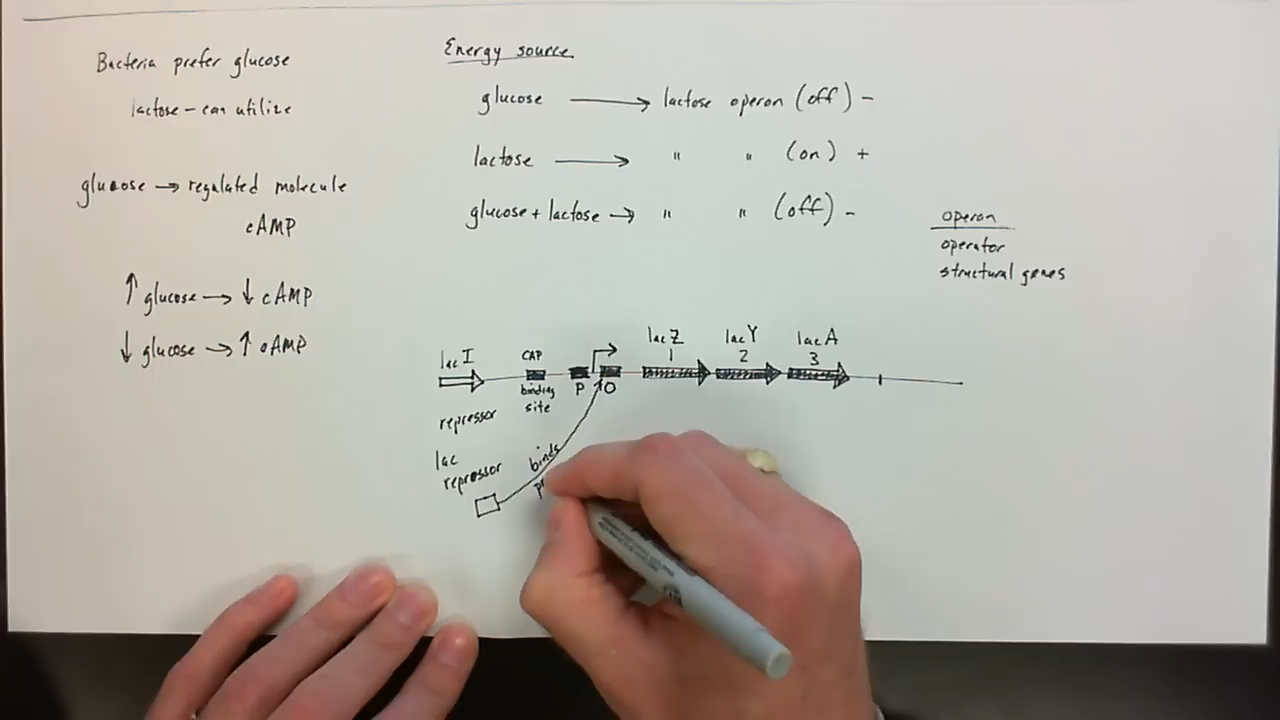 Bacteria prefer glucose
lactose - can utilize
glucose → regulated molecule
cAMP
↑ glucose → ↓ cAMP
↓ glucose → ↑ cAMP
Energy source
glucose → lactose operon (off) -
lactose → " " (on) +
glucose + lactose → " " (off) -
operon
operator
structural genes
lac I
CAP
binding
site
P
O
lac Z
1
lac Y
2
lac A
3
repressor
lac
repressor
binds